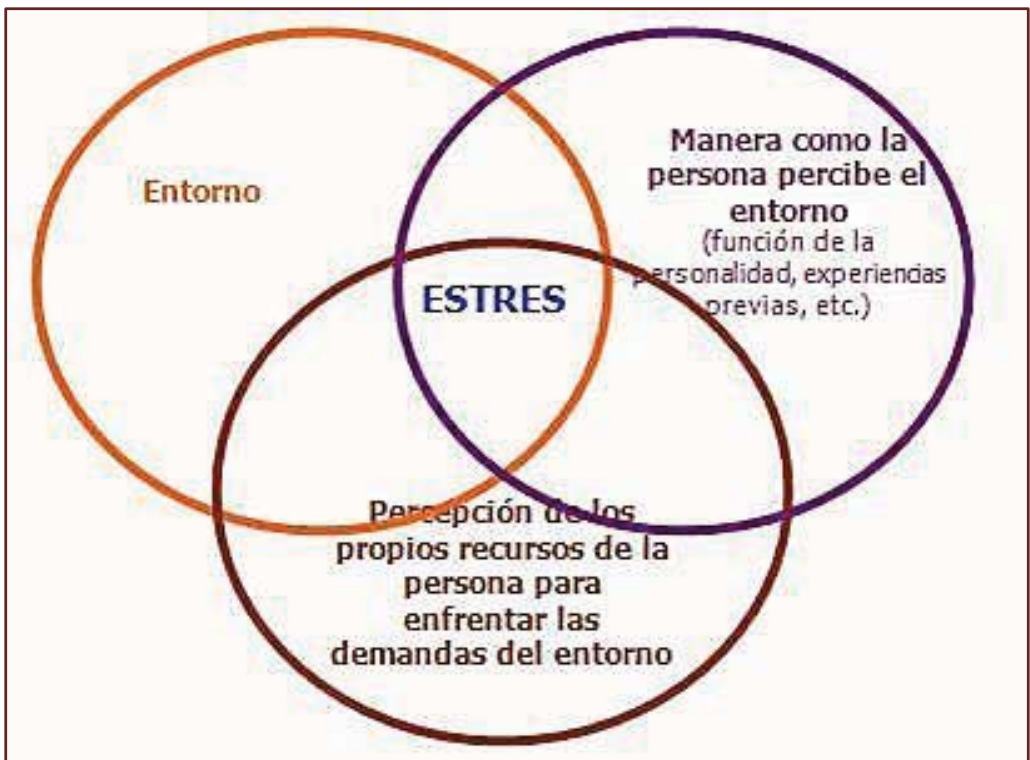 Entorno
Manera como la
persona percibe el
entorno
(función de la
personalidad, experiencias
previas, etc.)
ESTRES
Percepción de los
propios recursos de la
persona para
enfrentar las
demandas del entorno